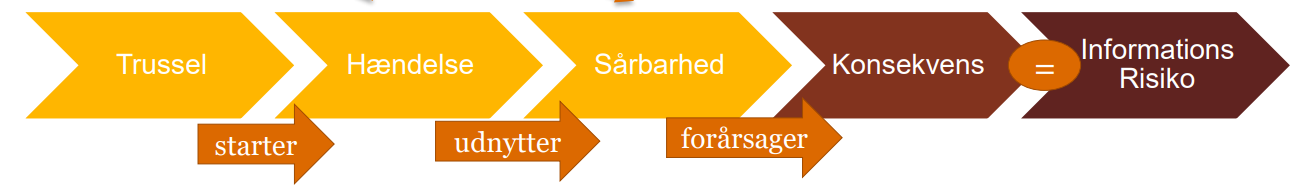 Trussel
Hændelse
Sårbarhed
Konsekvens
=
Informations
Risiko
starter
udnytter
forårsager